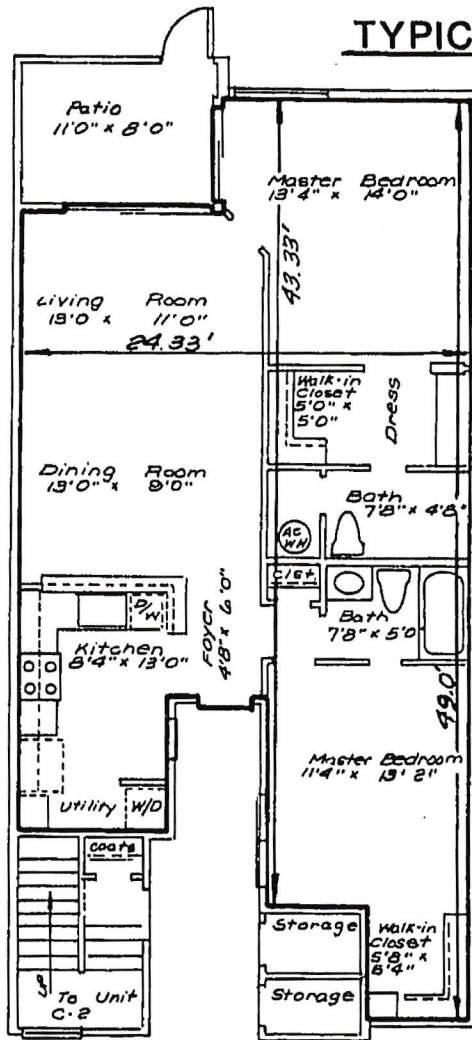 TYPIC
Patio
11'0" x 8'0"
Master Bedroom
13'4" x 14'0"
43.33'
Living Room
13'0 x 11'0"
24.33'
Walk-in
Closet
5'0" x
5'0"
Dress
Dining Room
13'0" x 9'0"
Bath
7'8" x 4'8"
AC
WH
Clst
D/W
Foyer
4'8" x 6'0"
Bath
7'8" x 5'0
Kitchen
8'4" x 13'0"
49.0'
Master Bedroom
11'4" x 13'2"
Utility W/D
Coats
Storage
Walk-in
Closet
5'8" x
8'4"
UP
To Unit
C-2
Storage